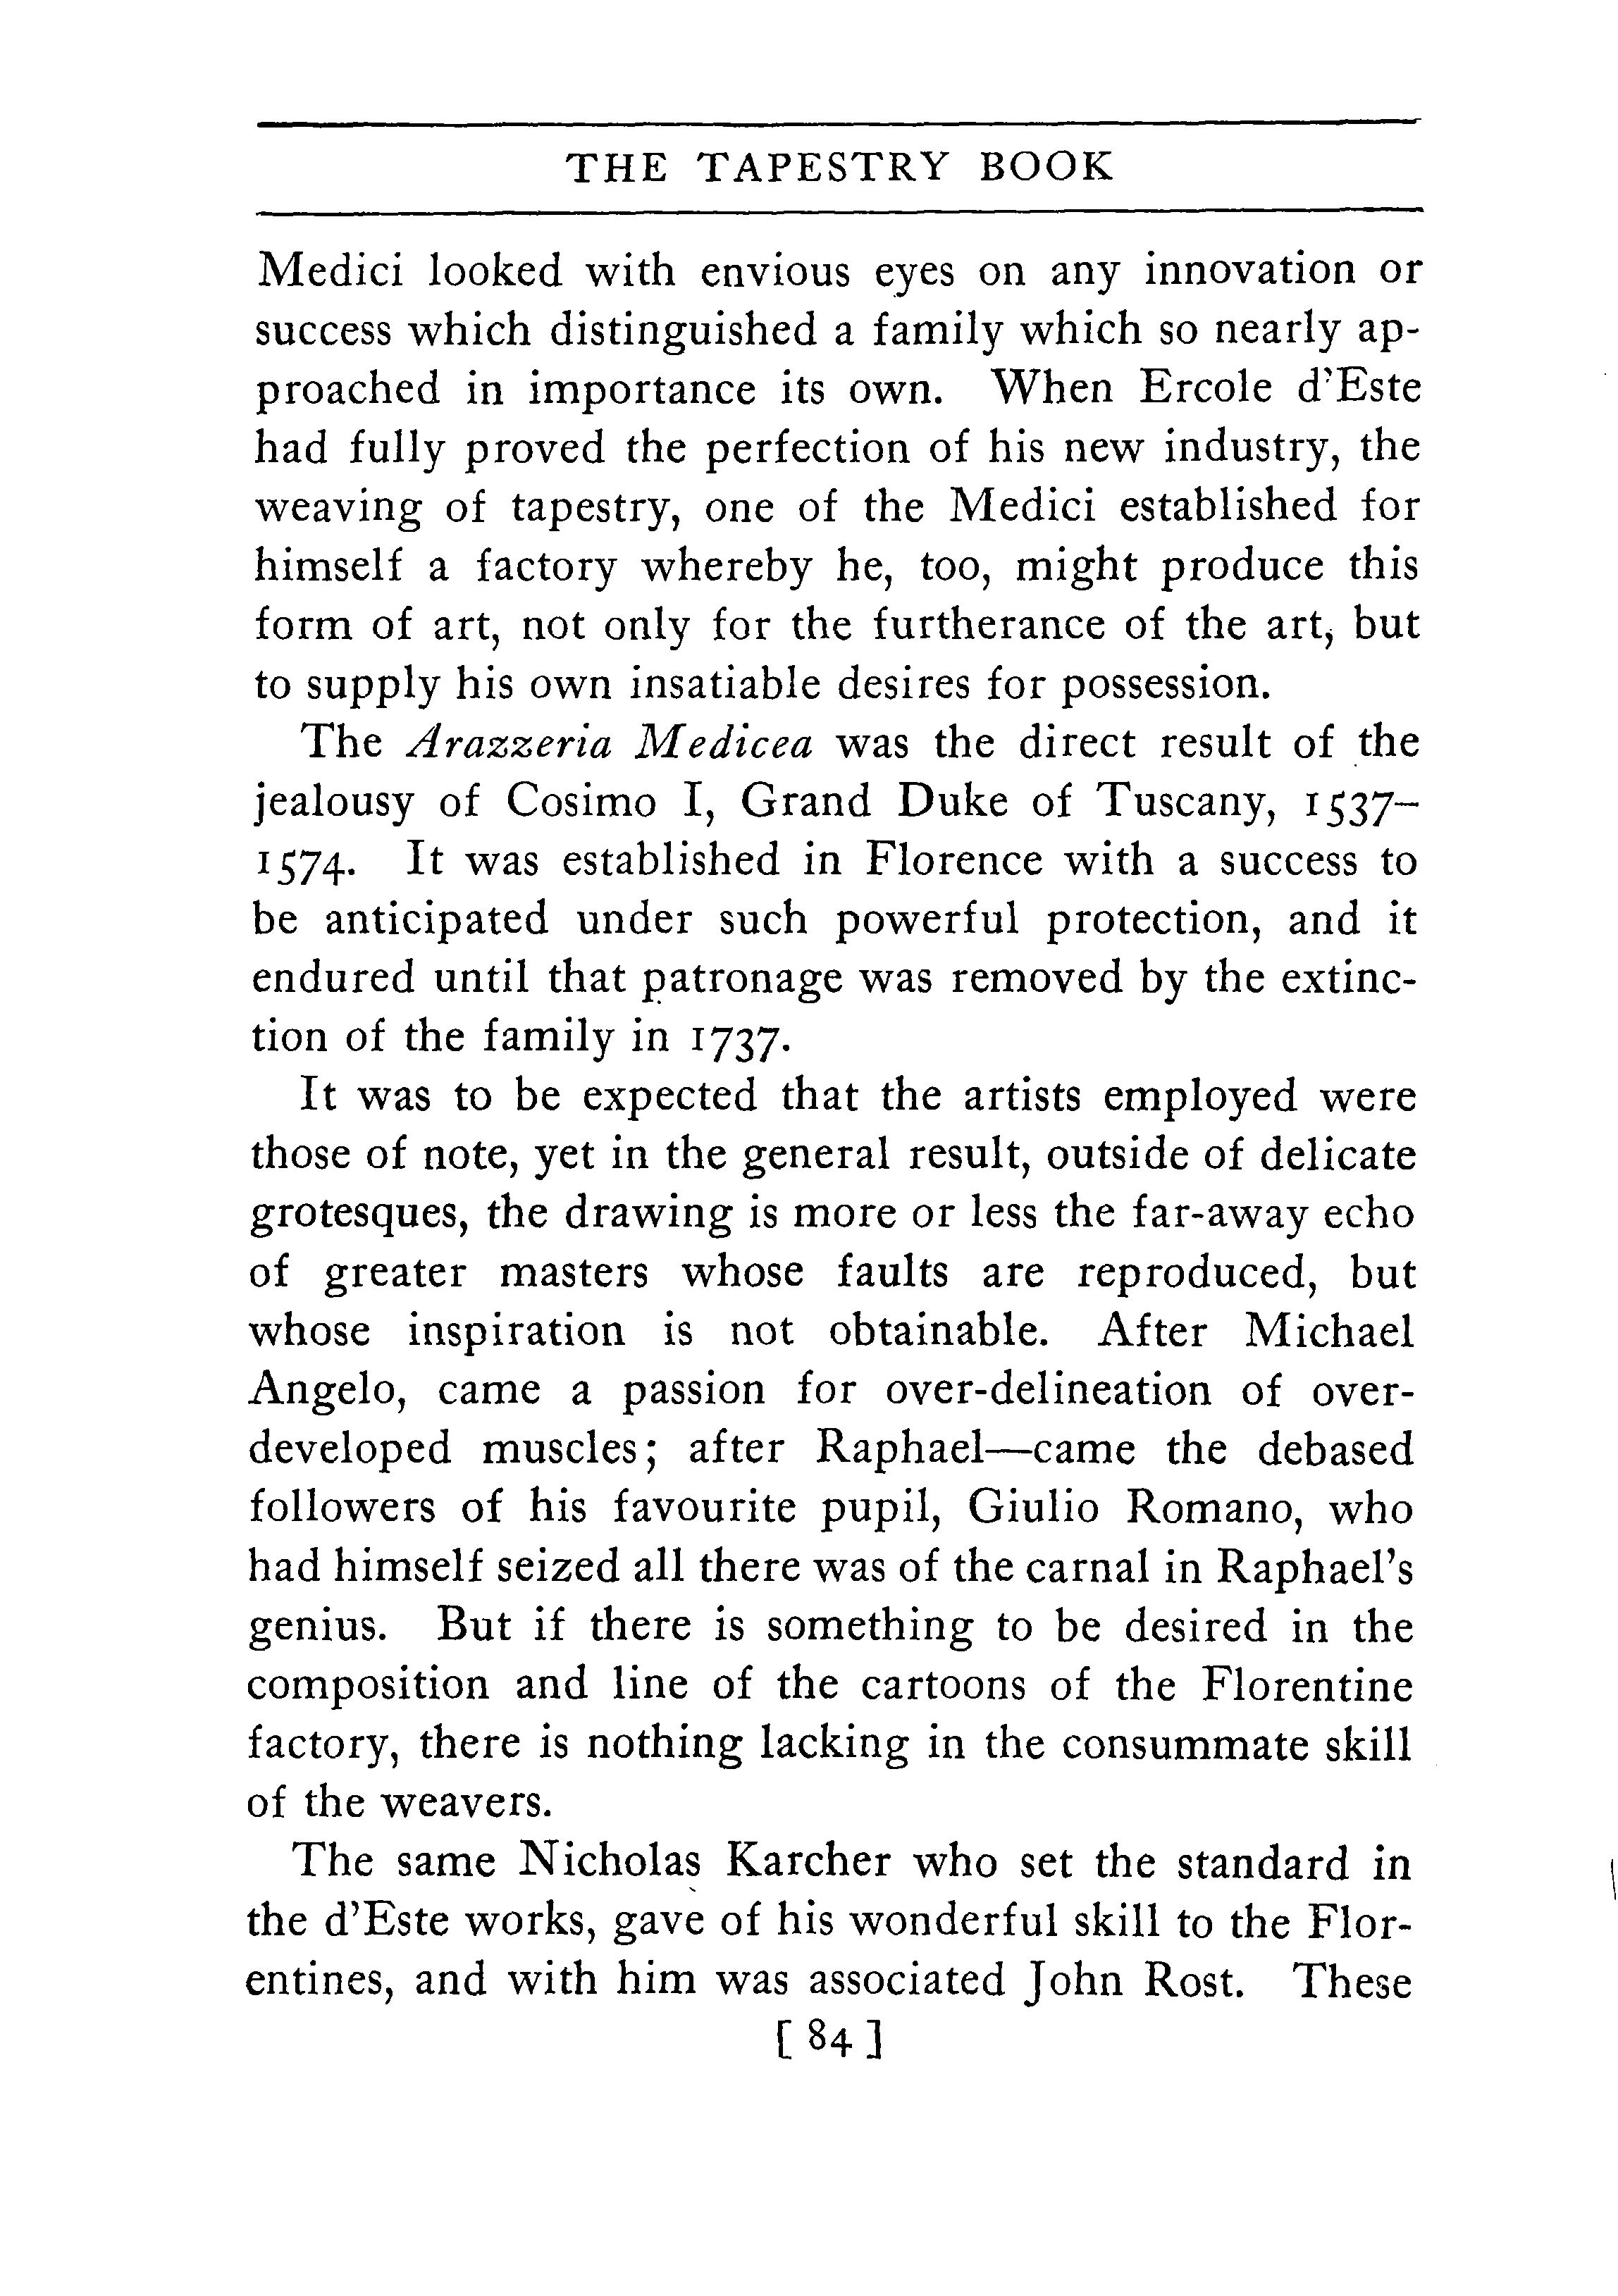 THE TAPESTRY BOOK
Medici looked with envious eyes on any innovation or
success which distinguished a family which so nearly ap-
proached in importance its own. When Ercole d'Este
had fully proved the perfection of his new industry, the
weaving of tapestry, one of the Medici established for
himself a factory whereby he, too, might produce this
form of art, not only for the furtherance of the art, but
to supply his own insatiable desires for possession.
The Arazzeria Medicea was the direct result of the
jealousy of Cosimo I, Grand Duke of Tuscany, 1537–
1574. It was established in Florence with a success to
be anticipated under such powerful protection, and it
endured until that patronage was removed by the extinc-
tion of the family in 1737.
It was to be expected that the artists employed were
those of note, yet in the general result, outside of delicate
grotesques, the drawing is more or less the far-away echo
of greater masters whose faults are reproduced, but
whose inspiration is not obtainable. After Michael
Angelo, came a passion for over-delineation of over-
developed muscles; after Raphael—came the debased
followers of his favourite pupil, Giulio Romano, who
had himself seized all there was of the carnal in Raphael's
genius. But if there is something to be desired in the
composition and line of the cartoons of the Florentine
factory, there is nothing lacking in the consummate skill
of the weavers.
The same Nicholas Karcher who set the standard in
the d'Este works, gave of his wonderful skill to the Flor-
entines, and with him was associated John Rost. These
[ 84 ]